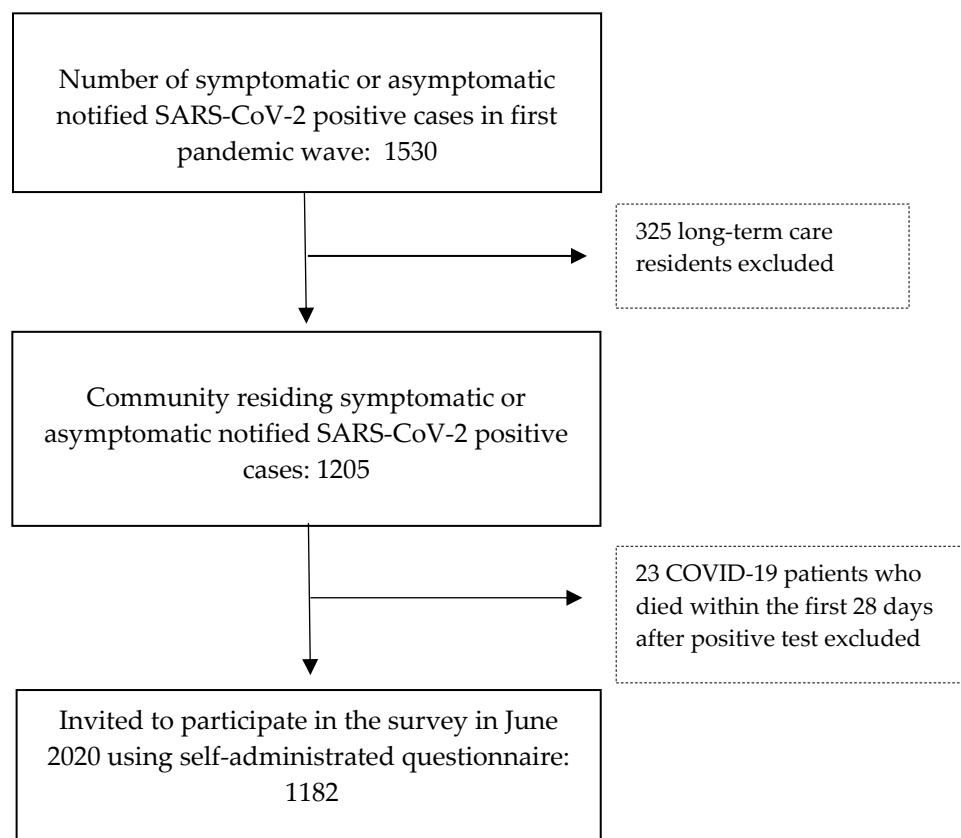 Number of symptomatic or asymptomatic
notified SARS-CoV-2 positive cases in first
pandemic wave: 1530
325 long-term care
residents excluded
Community residing symptomatic or
asymptomatic notified SARS-CoV-2 positive
cases: 1205
23 COVID-19 patients who
died within the first 28 days
after positive test excluded
Invited to participate in the survey in June
2020 using self-administrated questionnaire:
1182